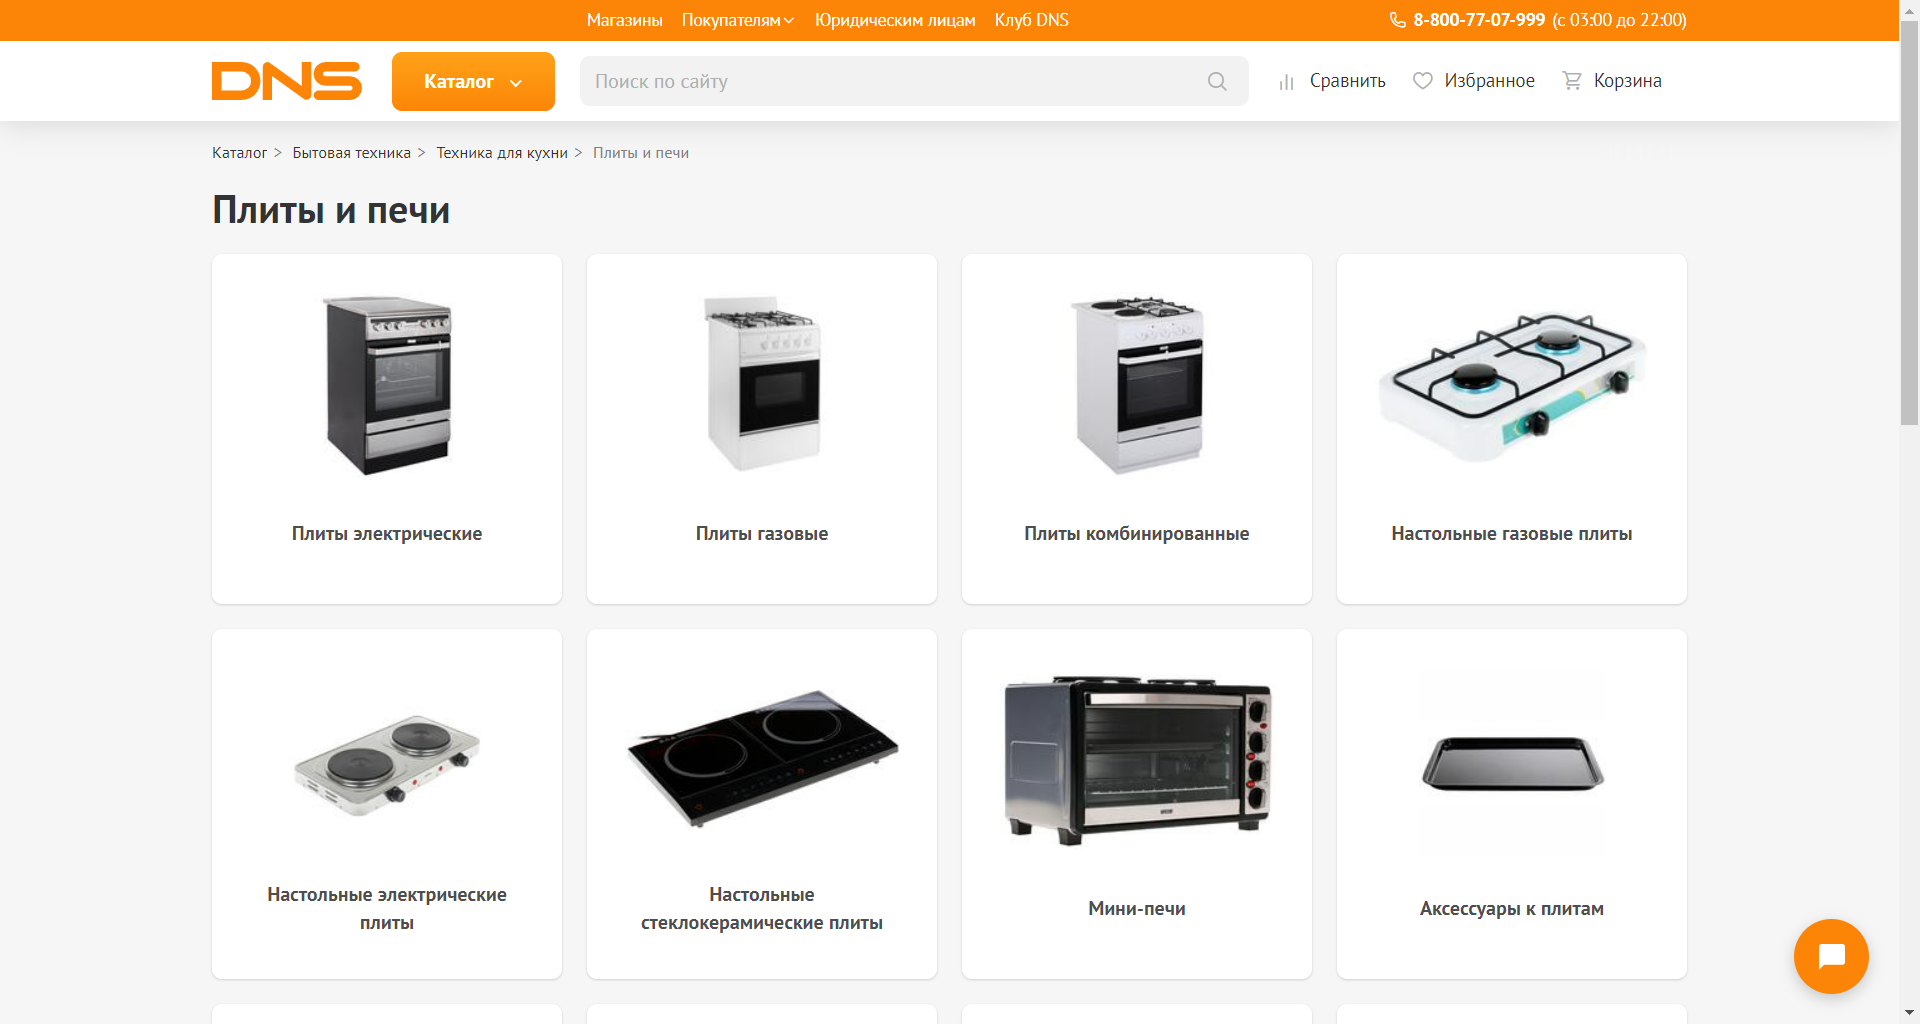 Магазины Покупателям Юридическим лицам Клуб DNS 8-800-77-07-999 (с 03:00 до 22:00)
DNS Каталог Поиск по сайту Сравнить Избранное Корзина
Каталог > Бытовая техника > Техника для кухни > Плиты и печи
Плиты и печи
Плиты электрические
Плиты газовые
Плиты комбинированные
Настольные газовые плиты
Настольные электрические
плиты
Настольные
стеклокерамические плиты
Мини-печи
Аксессуары к плитам